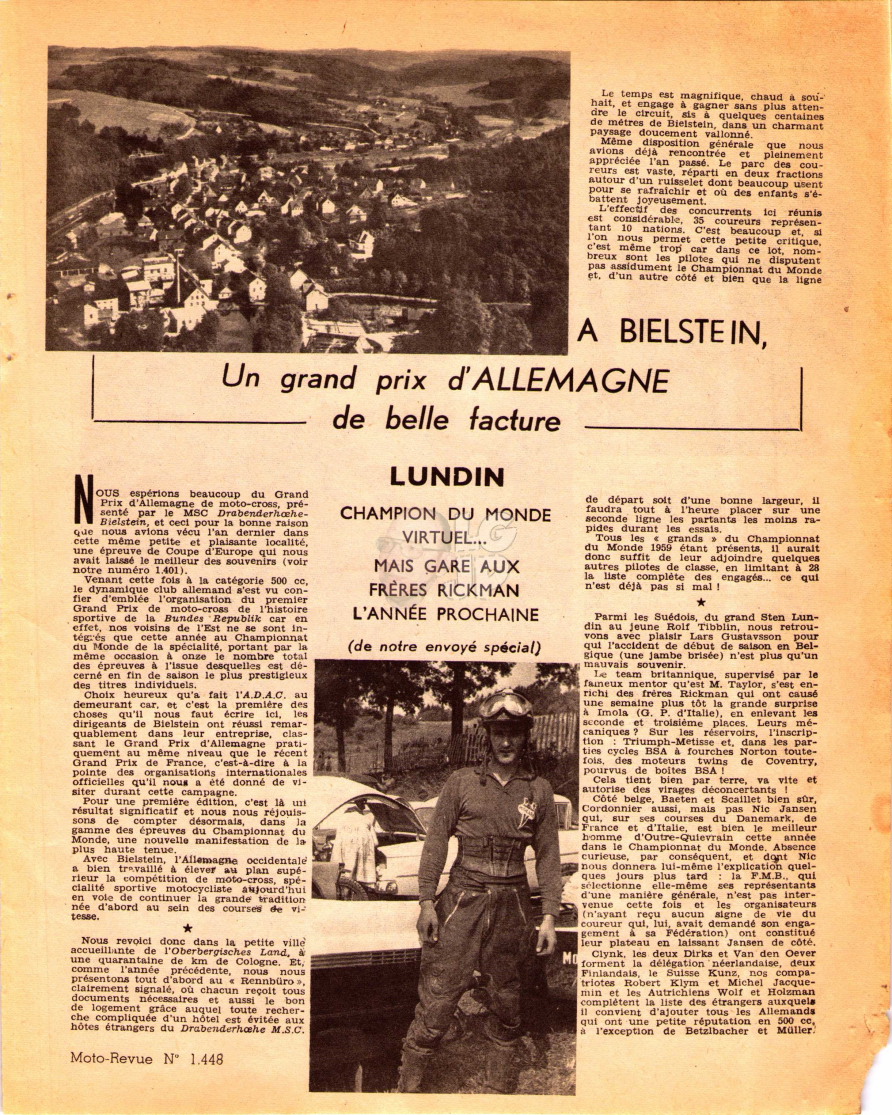 Le temps est magnifique, chaud à sou-
hait, et engage à gagner sans plus atten-
dre le circuit, sis à quelques centaines
de mètres de Bielstein, dans un charmant
paysage doucement vallonné.
Même disposition générale que nous
avions déjà rencontrée et pleinement
appréciée l'an passé. Le parc des cou-
reurs est vaste, réparti en deux fractions
autour d'un ruisselet dont beaucoup usent
pour se rafraîchir et où des enfants s'é-
battent joyeusement.
L'effectif des concurrents ici réunis
est considérable, 35 coureurs représen-
tant 10 nations. C'est beaucoup et, si
l'on nous permet cette petite critique,
c'est même trop car dans ce lot, nom-
breux sont les pilotes qui ne disputent
pas assidument le Championnat du Monde
et, d'un autre côté et bien que la ligne
A BIELSTEIN,
Un grand prix d'ALLEMAGNE
de belle facture
NOUS espérions beaucoup du Grand
Prix d'Allemagne de moto-cross, pré-
senté par le MSC Drabenderhœhe-
Bielstein, et ceci pour la bonne raison
que nous avions vécu l'an dernier dans
cette même petite et plaisante localité,
une épreuve de Coupe d'Europe qui nous
avait laissé le meilleur des souvenirs (voir
notre numéro 1.401).
Venant cette fois à la catégorie 500 cc,
le dynamique club allemand s'est vu con-
fier d'emblée l'organisation du premier
Grand Prix de moto-cross de l'histoire
sportive de la Bundes Republik car en
effet, nos voisins de l'Est ne se sont in-
tégrés que cette année au Championnat
du Monde de la spécialité, portant par la
même occasion à onze le nombre total
des épreuves à l'issue desquelles est dé-
cerné en fin de saison le plus prestigieux
des titres individuels.
Choix heureux qu'a fait l'A.D.A.C. au
demeurant car, et c'est la première des
choses qu'il nous faut écrire ici, les
dirigeants de Bielstein ont réussi remar-
quablement dans leur entreprise, clas-
sant le Grand Prix d'Allemagne prati-
quement au même niveau que le récent
Grand Prix de France, c'est-à-dire à la
pointe des organisations internationales
officielles qu'il nous a été donné de vi-
siter durant cette campagne.
Pour une première édition, c'est là un
résultat significatif et nous nous réjouis-
sons de compter désormais, dans la
gamme des épreuves du Championnat du
Monde, une nouvelle manifestation de la
plus haute tenue.
Avec Bielstein, l'Allemagne occidentale
a bien travaillé à élever au plan supé-
rieur la compétition de moto-cross, spé-
cialité sportive motocycliste aujourd'hui
en voie de continuer la grande tradition
née d'abord au sein des courses de vi-
tesse.
★
Nous revoici donc dans la petite ville
accueillante de l'Oberbergisches Land, à
une quarantaine de km de Cologne. Et,
comme l'année précédente, nous nous
présentons tout d'abord au « Rennbüro »,
clairement signalé, où chacun reçoit tous
documents nécessaires et aussi le bon
de logement grâce auquel toute recher-
che compliquée d'un hôtel est évitée aux
hôtes étrangers du Drabenderhœhe M.S.C.
LUNDIN
CHAMPION DU MONDE
VIRTUEL...
MAIS GARE AUX
FRÈRES RICKMAN
L'ANNÉE PROCHAINE
(de notre envoyé spécial)
de départ soit d'une bonne largeur, il
faudra tout à l'heure placer sur une
seconde ligne les partants les moins ra-
pides durant les essais.
Tous les « grands » du Championnat
du Monde 1959 étant présents, il aurait
donc suffit de leur adjoindre quelques
autres pilotes de classe, en limitant à 28
la liste complète des engagés... ce qui
n'est déjà pas si mal !
★
Parmi les Suédois, du grand Sten Lun-
din au jeune Rolf Tibblin, nous retrou-
vons avec plaisir Lars Gustavsson pour
qui l'accident de début de saison en Bel-
gique (une jambe brisée) n'est plus qu'un
mauvais souvenir.
Le team britannique, supervisé par le
fameux mentor qu'est M. Taylor, s'est en-
richi des frères Rickman qui ont causé
une semaine plus tôt la grande surprise
à Imola (G. P. d'Italie), en enlevant les
seconde et troisième places. Leurs mé-
caniques ? Sur les réservoirs, l'inscrip-
tion : Triumph-Metisse et, dans les par-
ties cycles BSA à fourches Norton toute-
fois, des moteurs twins de Coventry,
pourvus de boîtes BSA !
Cela tient bien par terre, va vite et
autorise des virages déconcertants !
Côté belge, Baeten et Scaillet bien sûr,
Cordonnier aussi, mais pas Nic Jansen
qui, sur ses courses du Danemark, de
France et d'Italie, est bien le meilleur
homme d'Outre-Quievrain cette année
dans le Championnat du Monde. Absence
curieuse, par conséquent, et dont Nic
nous donnera lui-même l'explication quel-
ques jours plus tard : la F.M.B., qui
sélectionne elle-même ses représentants
d'une manière générale, n'est pas inter-
venue cette fois et les organisateurs
(n'ayant reçu aucun signe de vie du
coureur qui, lui, avait demandé son enga-
gement à sa Fédération) ont constitué
leur plateau en laissant Jansen de côté.
Clynk, les deux Dirks et Van den Oever
forment la délégation néerlandaise, deux
Finlandais, le Suisse Kunz, nos compa-
triotes Robert Klym et Michel Jacque-
min et les Autrichiens Wolf et Holzman
complétent la liste des étrangers auxquels
il convient d'ajouter tous les Allemands
qui ont une petite réputation en 500 cc,
à l'exception de Betzlbacher et Müller.
Moto-Revue N° 1.448